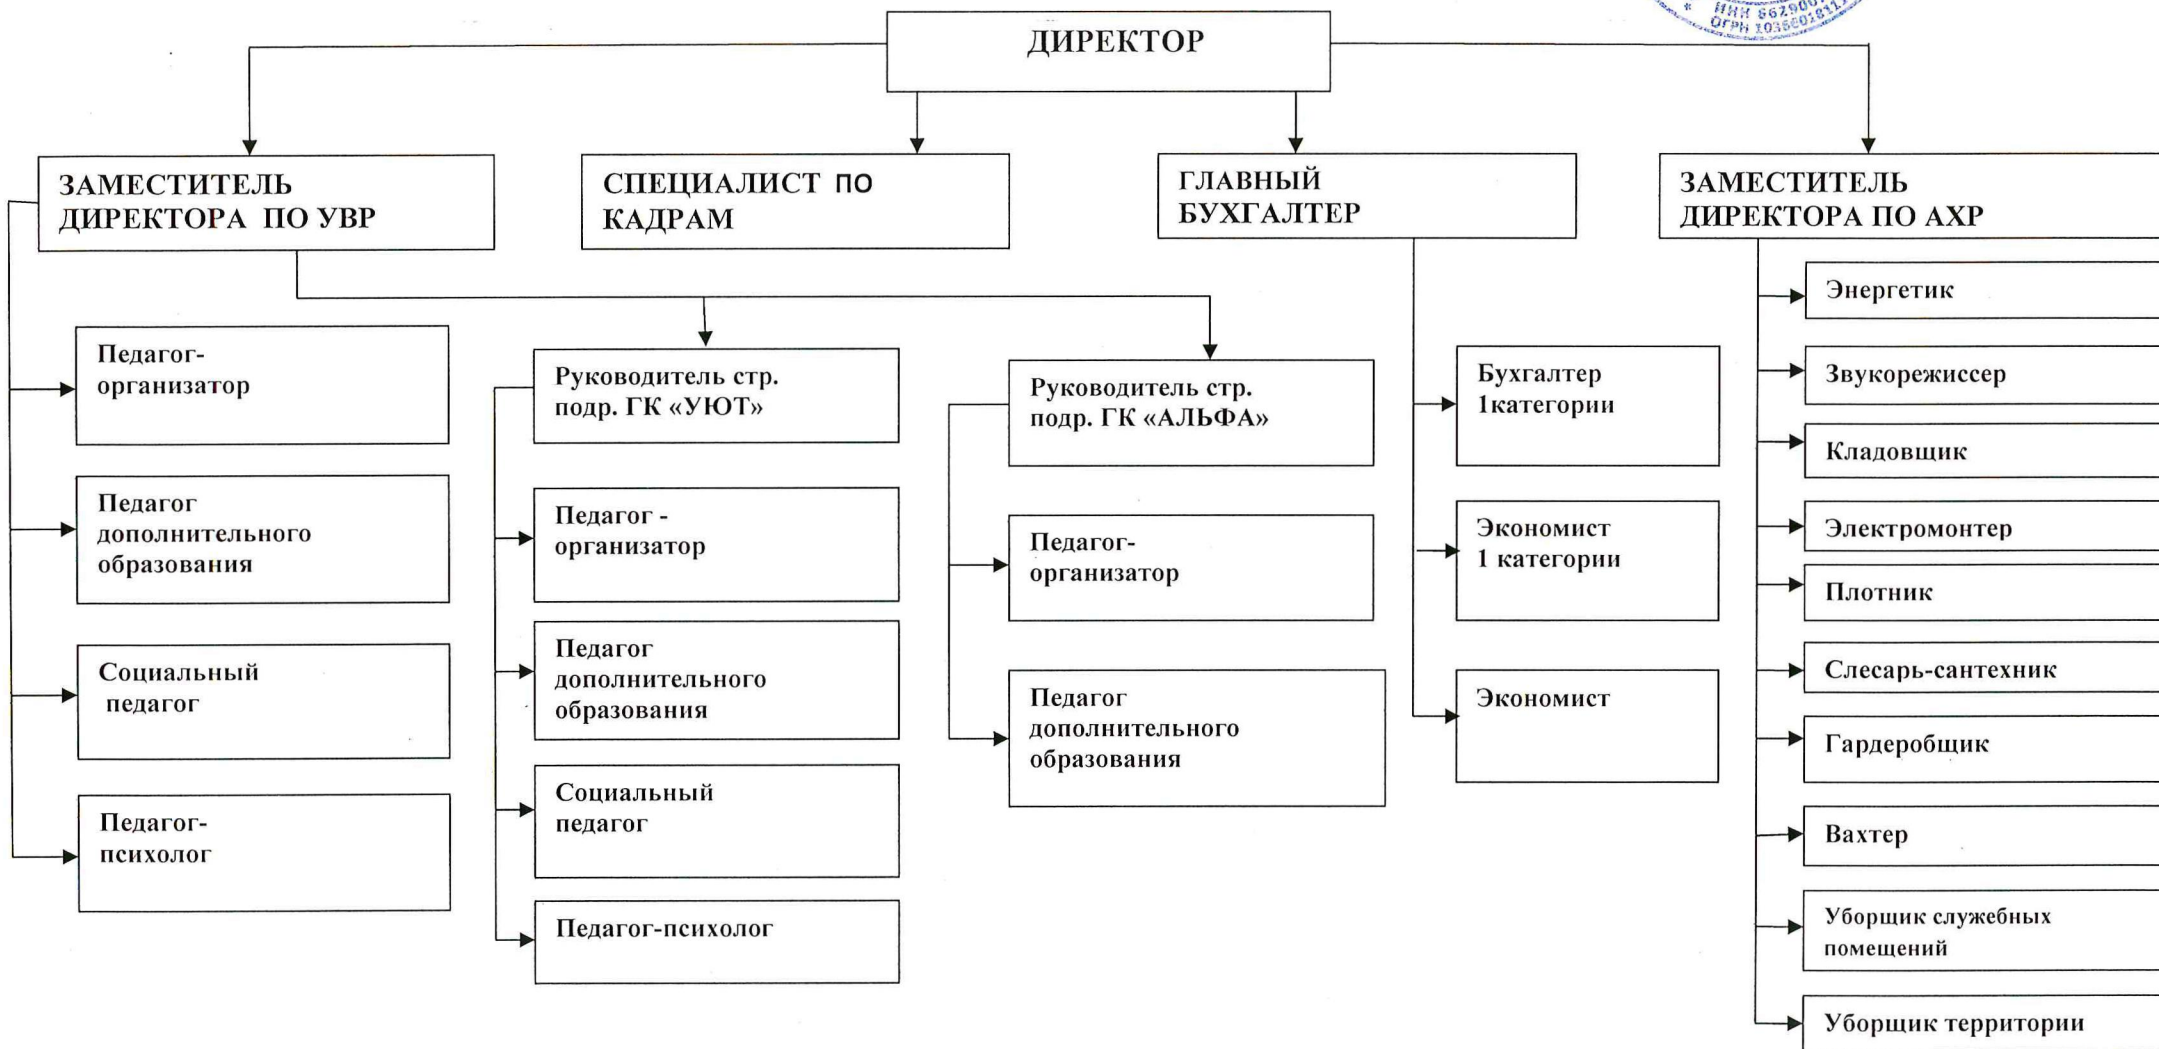 ДИРЕКТОР
ЗАМЕСТИТЕЛЬ
ДИРЕКТОРА ПО УВР
СПЕЦИАЛИСТ ПО
КАДРАМ
ГЛАВНЫЙ
БУХГАЛТЕР
ЗАМЕСТИТЕЛЬ
ДИРЕКТОРА ПО АХР
Педагог-
организатор
Педагог
дополнительного
образования
Социальный
педагог
Педагог-
психолог
Руководитель стр.
подр. ГК «УЮТ»
Педагог -
организатор
Педагог
дополнительного
образования
Социальный
педагог
Педагог-психолог
Руководитель стр.
подр. ГК «АЛЬФА»
Педагог-
организатор
Педагог
дополнительного
образования
Бухгалтер
1категории
Экономист
1 категории
Экономист
Энергетик
Звукорежиссер
Кладовщик
Электромонтер
Плотник
Слесарь-сантехник
Гардеробщик
Вахтер
Уборщик служебных
помещений
Уборщик территории
ИНН
ОГРН